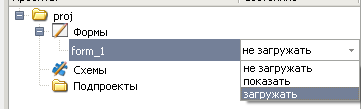 proj
Формы
form_1 не загружать
не загружать
показать
Схемы
загружать
Подпроекты